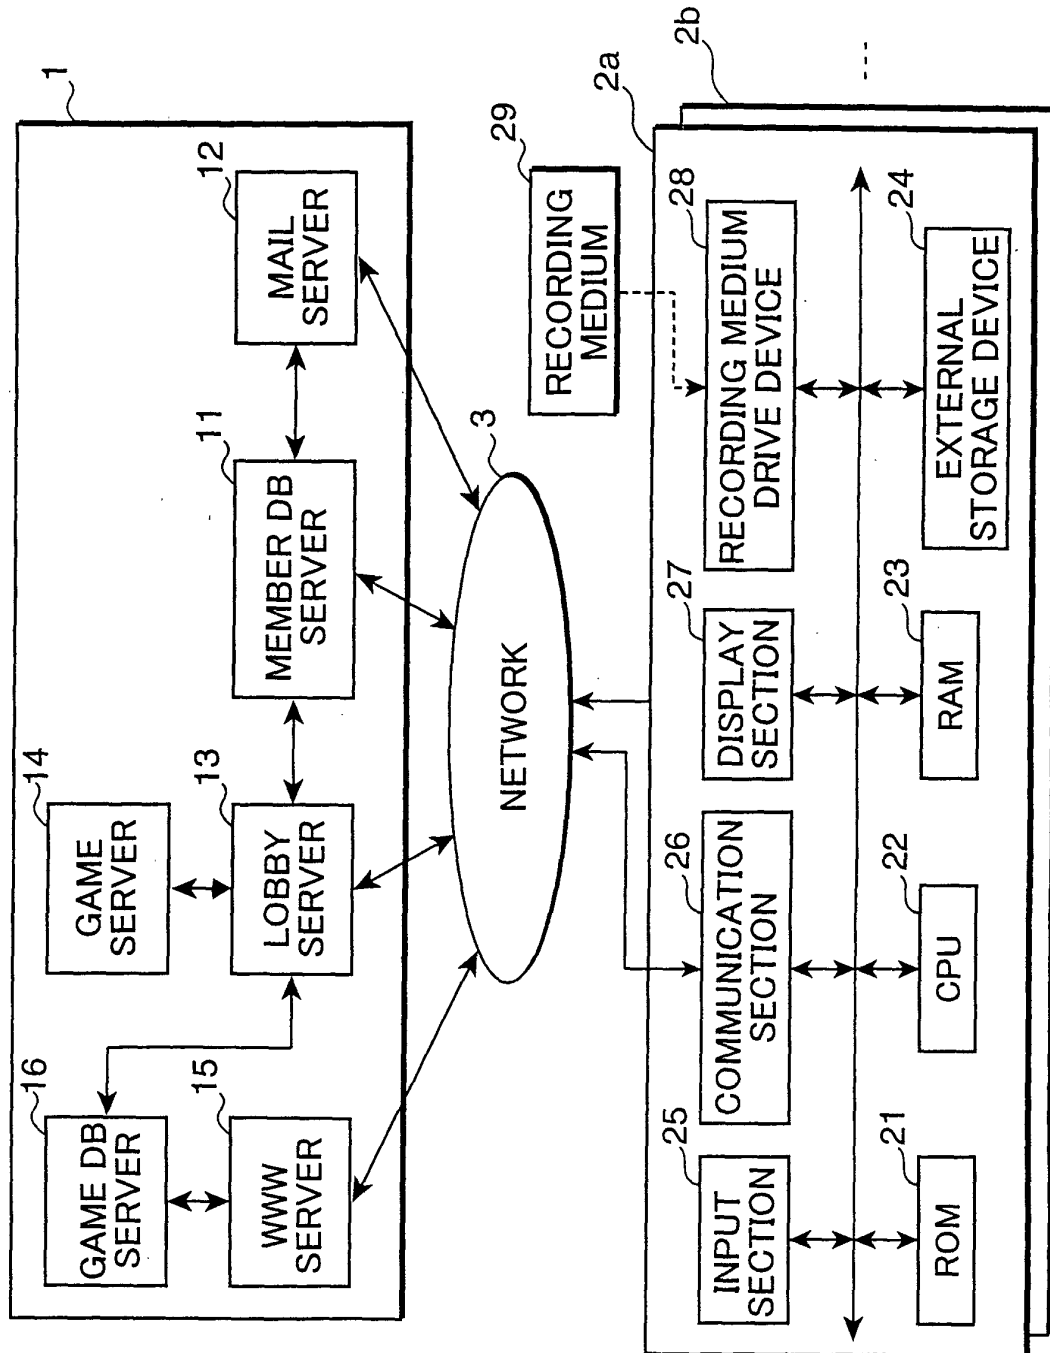 1
16
GAME DB
SERVER
14
GAME
SERVER
15
WWW
SERVER
13
LOBBY
SERVER
11
MEMBER DB
SERVER
12
MAIL
SERVER
3
NETWORK
29
RECORDING
MEDIUM
2a
2b
25
INPUT
SECTION
26
COMMUNICATION
SECTION
27
DISPLAY
SECTION
28
RECORDING MEDIUM
DRIVE DEVICE
21
ROM
22
CPU
23
RAM
24
EXTERNAL
STORAGE DEVICE